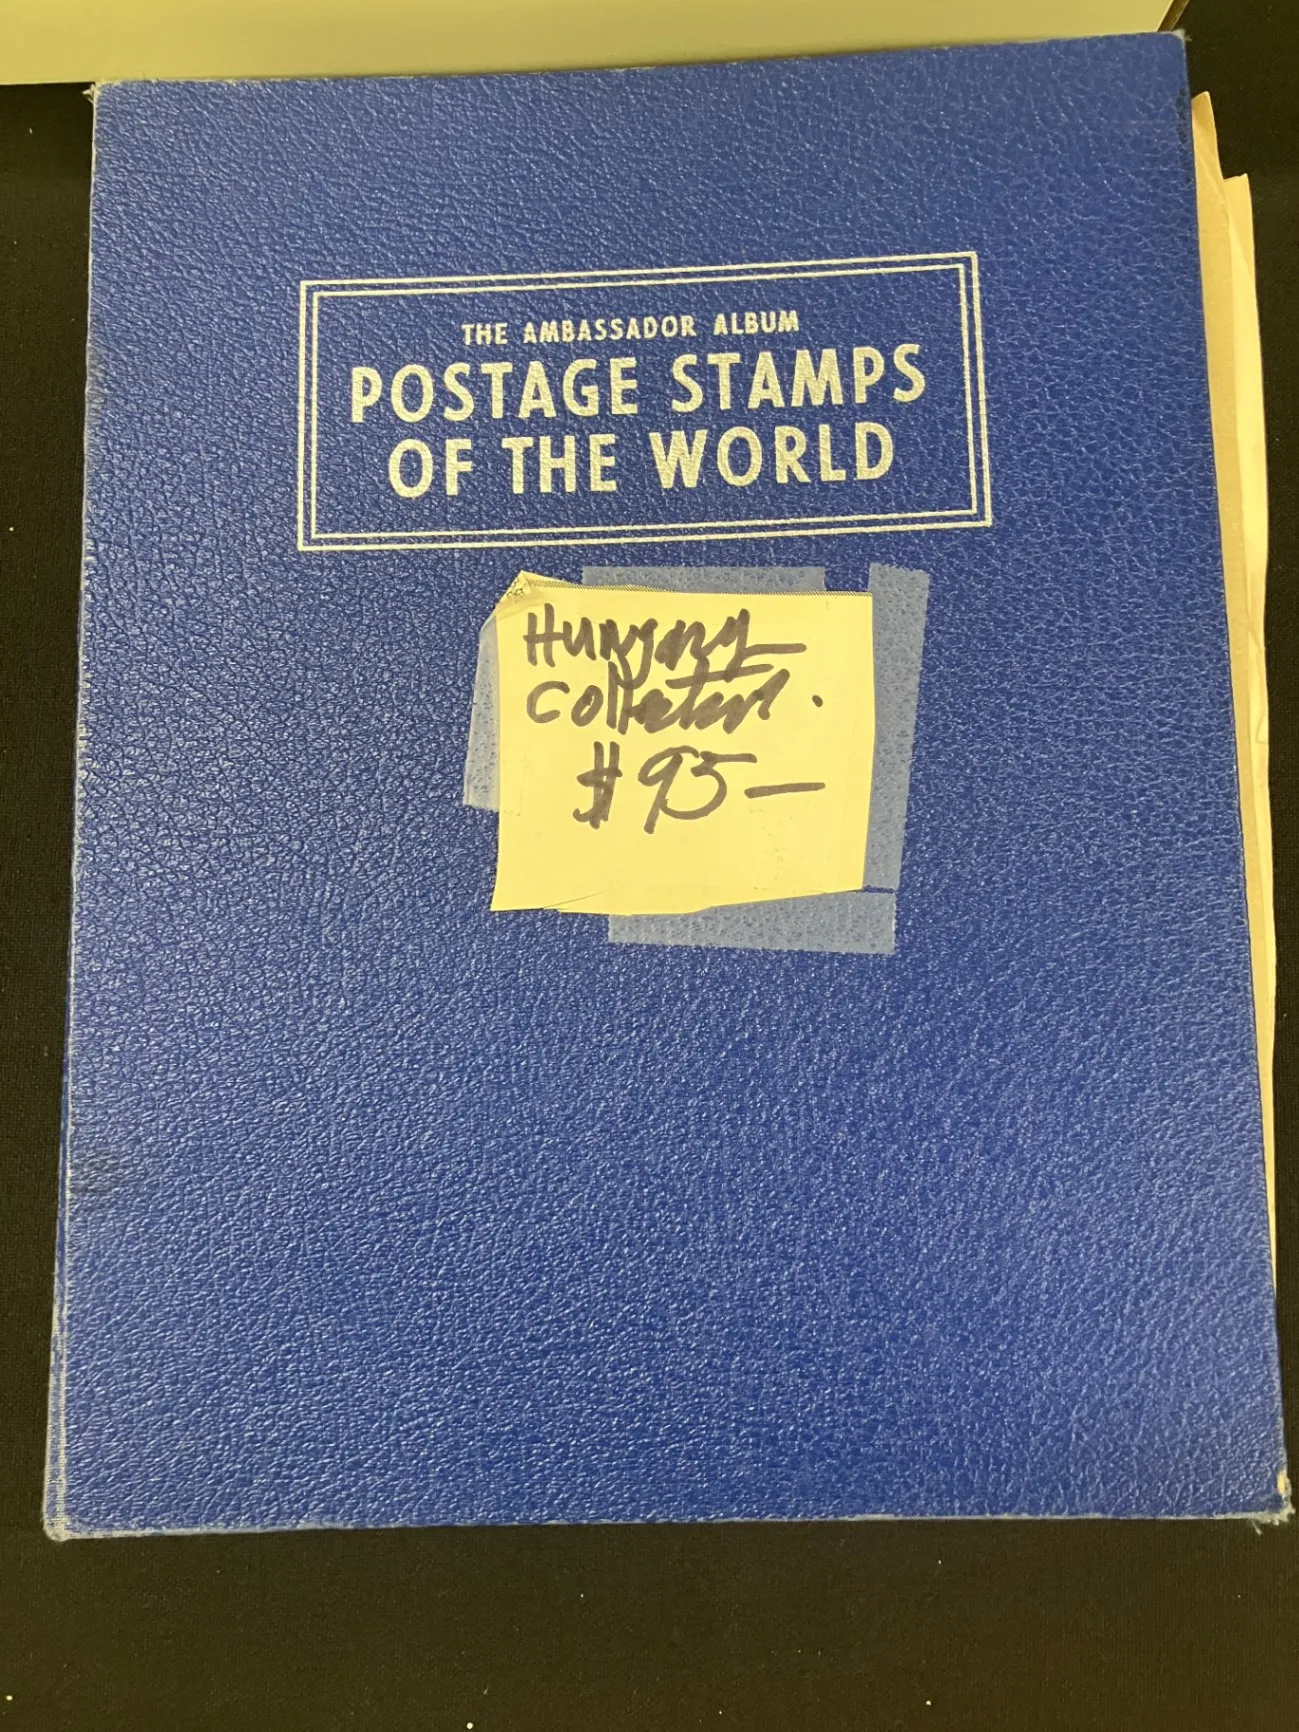 THE AMBASSADOR ALBUM
POSTAGE STAMPS
OF THE WORLD
Hungary
Collection.
$95—